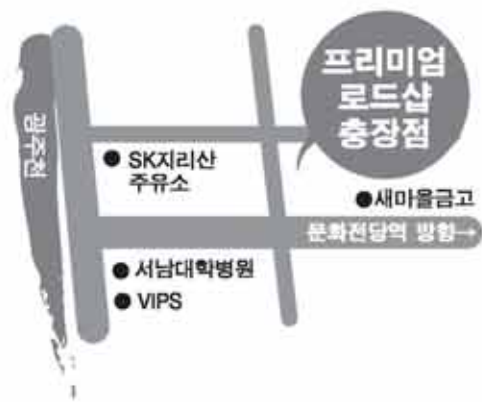 프리미엄
로드샵
충장점
광주천
● SK지리산
주유소
●새마을금고
문화전당역 방향→
● 서남대학병원
● VIPS